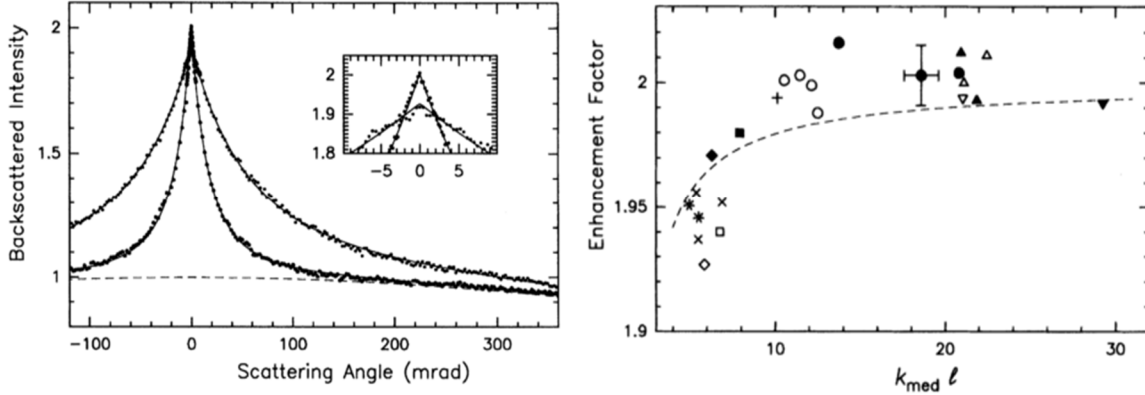 Backscattered Intensity
2
1.5
1
2
1.9
1.8
−5 0 5
−100 0 100 200 300
Scattering Angle (mrad)
Enhancement Factor
2
1.95
1.9
10 20 30
k_med ℓ